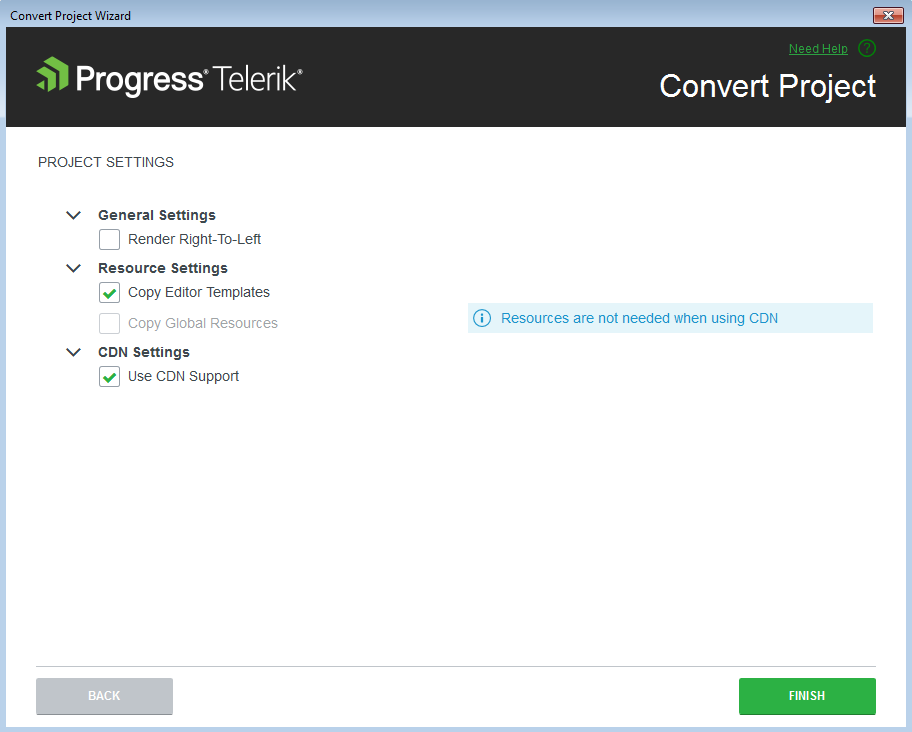 Convert Project Wizard
Need Help ?
Progress® Telerik®
Convert Project
PROJECT SETTINGS
General Settings
Render Right-To-Left
Resource Settings
Copy Editor Templates
Copy Global Resources
Resources are not needed when using CDN
CDN Settings
Use CDN Support
BACK
FINISH